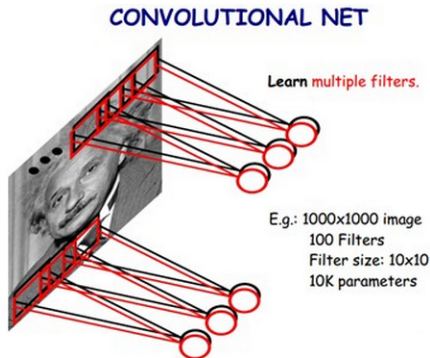 CONVOLUTIONAL NET
Learn multiple filters.
E.g.: 1000x1000 image
100 Filters
Filter size: 10x10
10K parameters